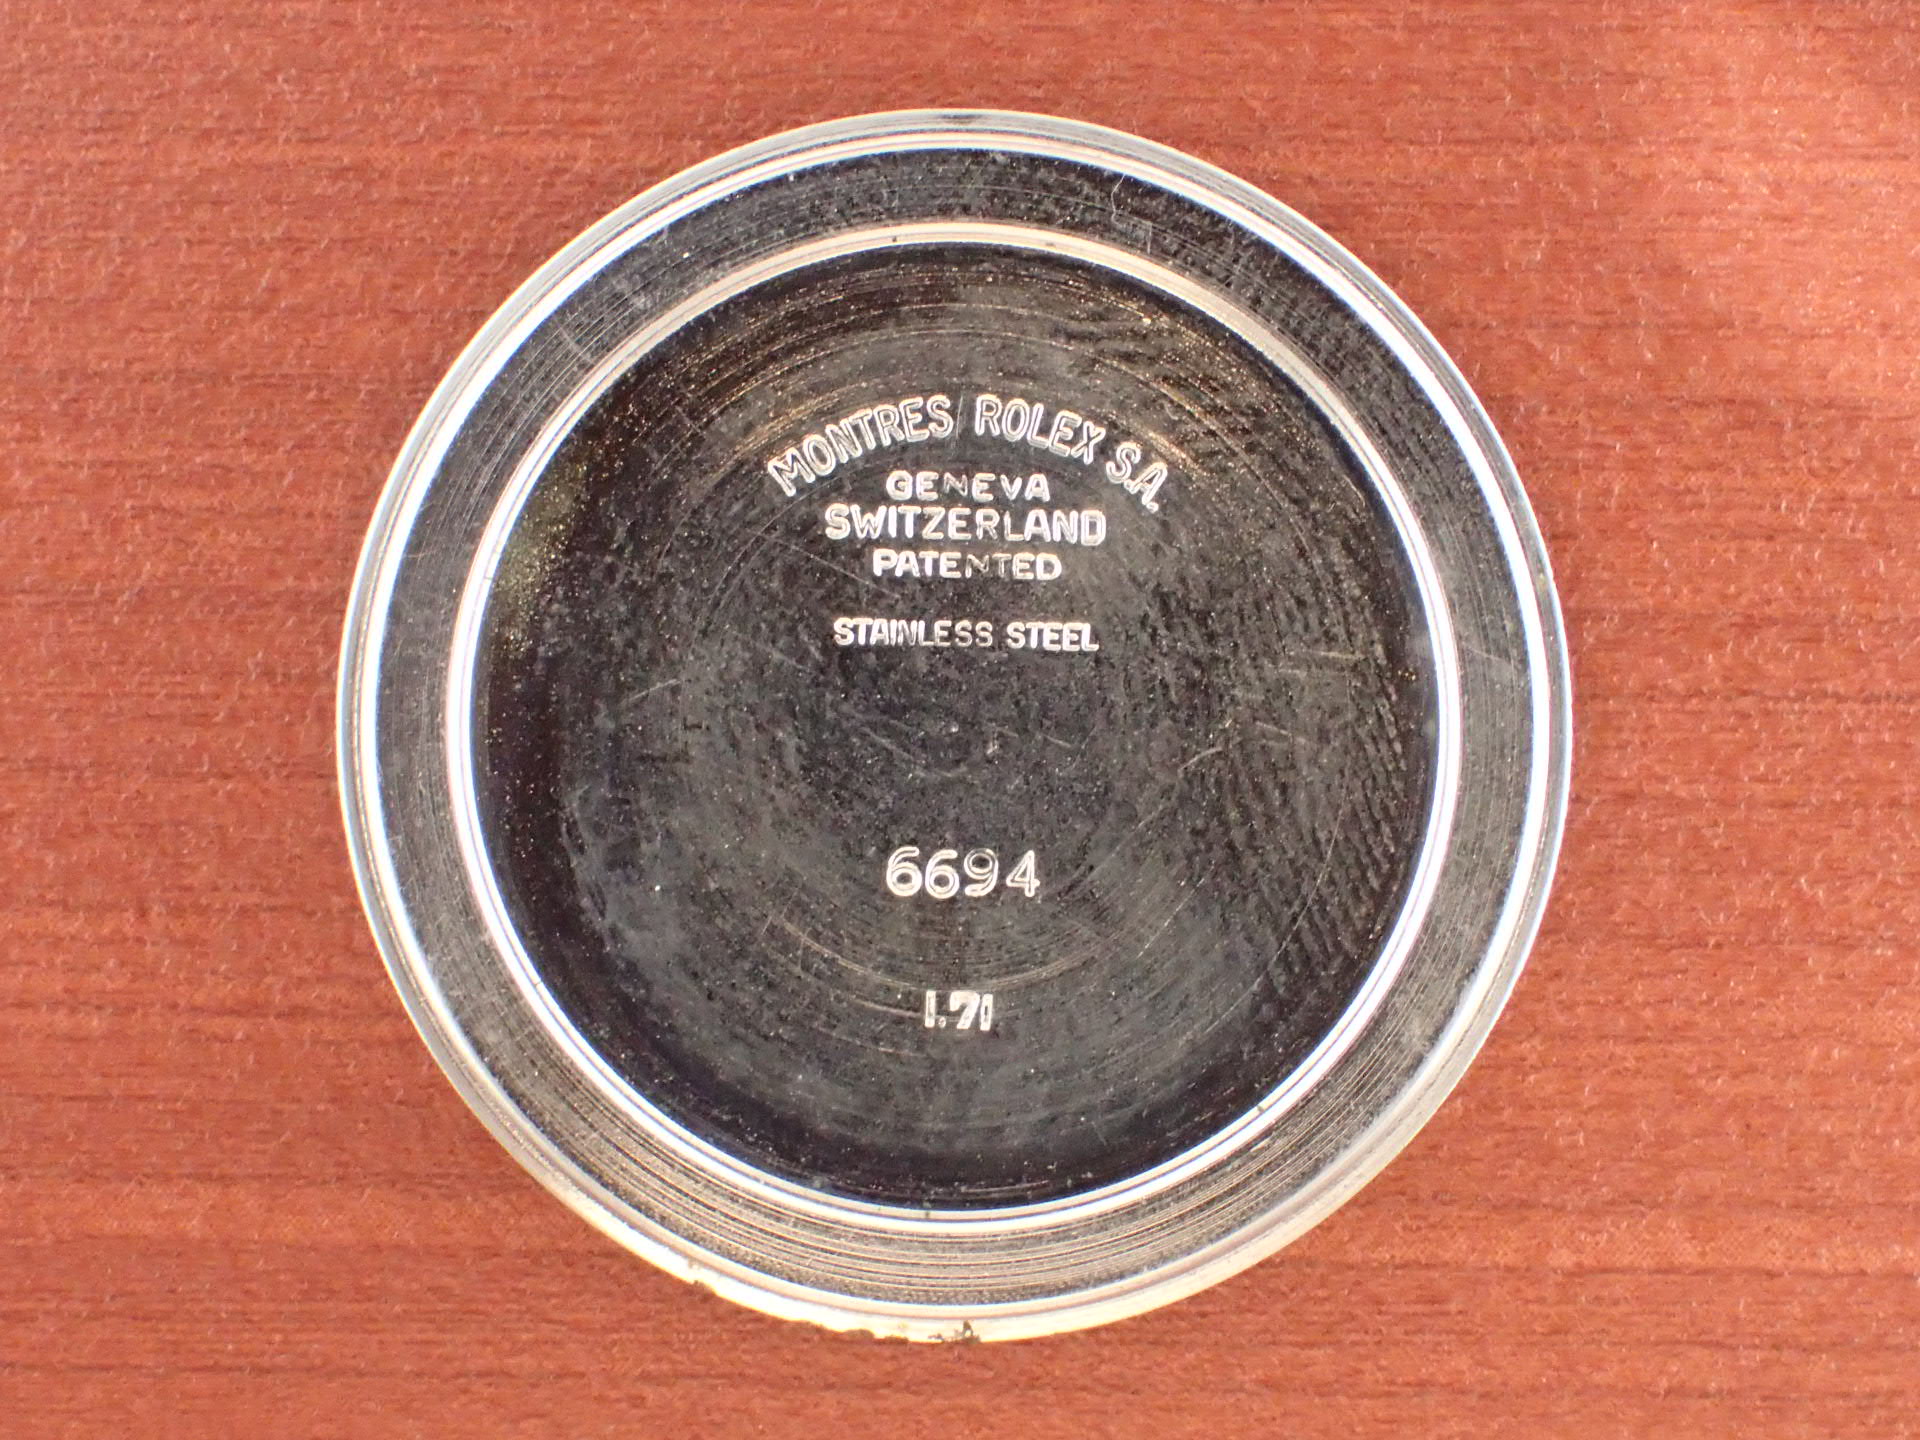 MONTRES ROLEX S.A.
GENEVA
SWITZERLAND
PATENTED
STAINLESS STEEL
6694
I.71